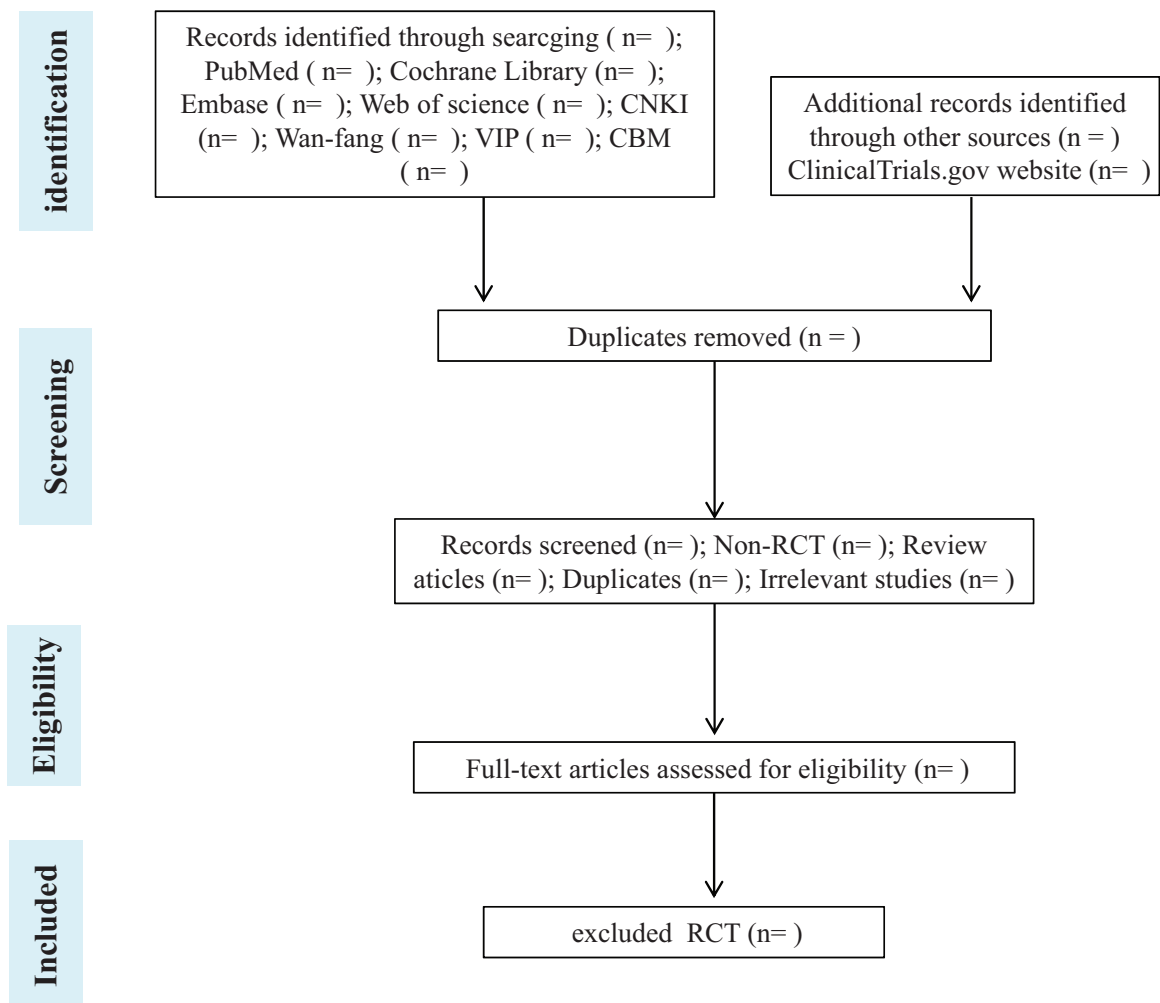 identification
Records identified through searcging ( n= );
PubMed ( n= ); Cochrane Library (n= );
Embase ( n= ); Web of science ( n= ); CNKI
(n= ); Wan-fang ( n= ); VIP ( n= ); CBM
( n= )
Additional records identified
through other sources (n = )
ClinicalTrials.gov website (n= )
Screening
Duplicates removed (n = )
Records screened (n= ); Non-RCT (n= ); Review
aticles (n= ); Duplicates (n= ); Irrelevant studies (n= )
Eligibility
Full-text articles assessed for eligibility (n= )
Included
excluded RCT (n= )